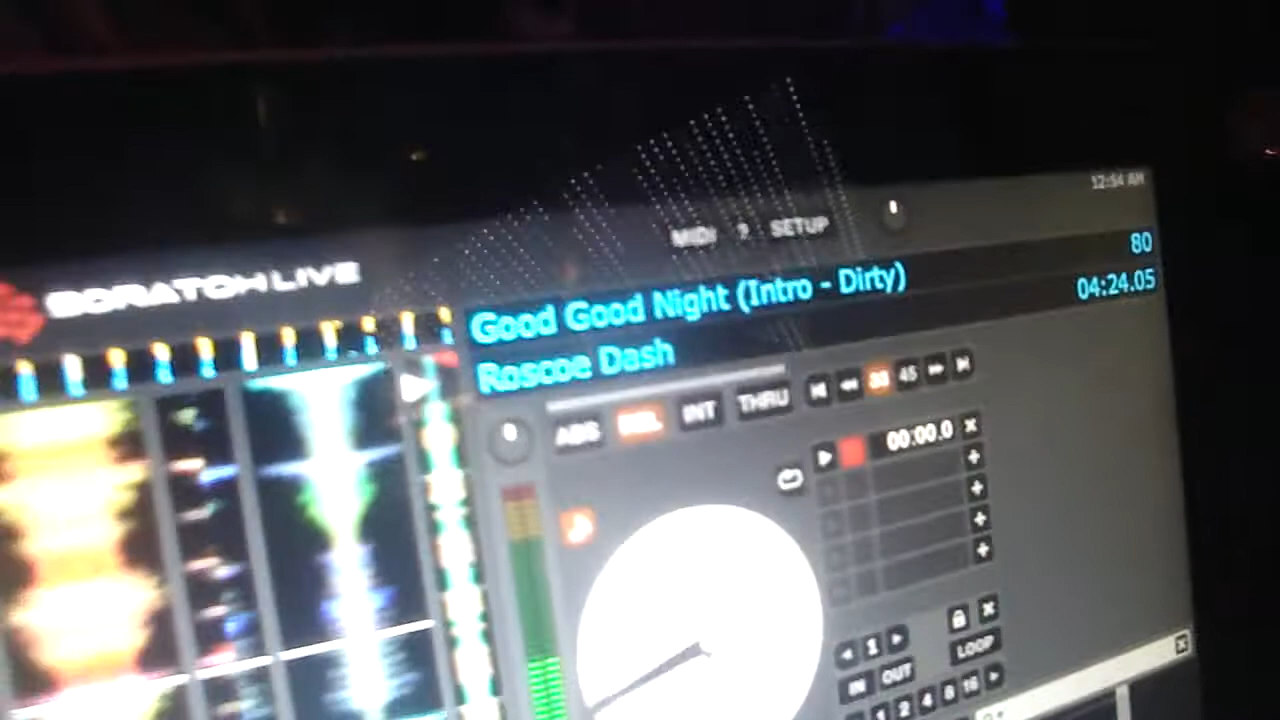 12:54 AM
MIDI ? SETUP
SCRATCH LIVE
80
Good Good Night (Intro - Dirty)
04:24.05
Roscoe Dash
33 45
ABS REL INT THRU
00:00.0
1
LOOP
IN OUT
1 2 4 8 16